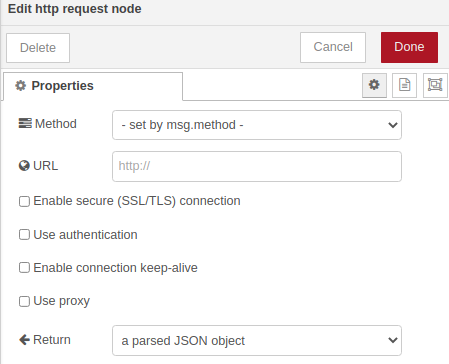 Edit http request node
Delete
Cancel
Done
Properties
Method
- set by msg.method -
URL
http://
Enable secure (SSL/TLS) connection
Use authentication
Enable connection keep-alive
Use proxy
Return
a parsed JSON object